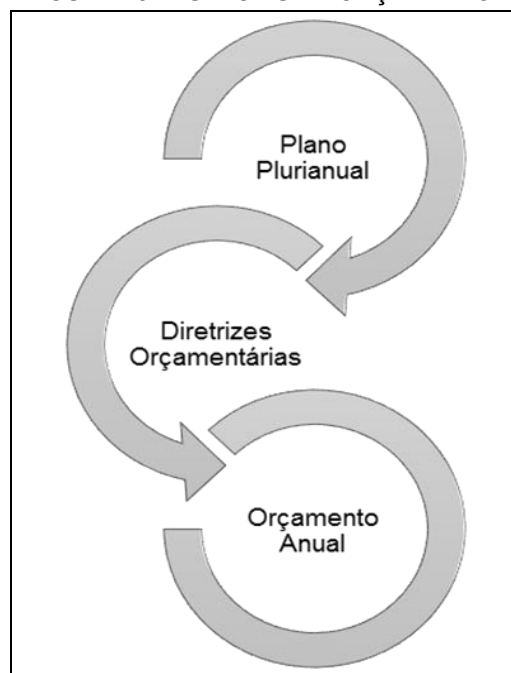 Plano
Plurianual
Diretrizes
Orçamentárias
Orçamento
Anual